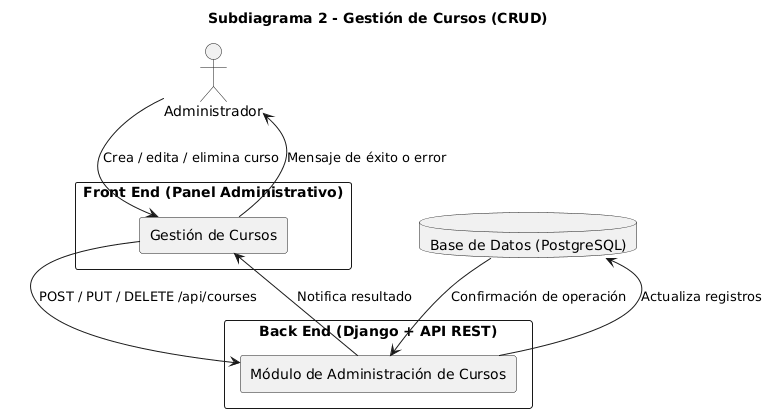 Subdiagrama 2 - Gestión de Cursos (CRUD)
Administrador
Crea / edita / elimina curso
Mensaje de éxito o error
Front End (Panel Administrativo)
Gestión de Cursos
Base de Datos (PostgreSQL)
POST / PUT / DELETE /api/courses
Notifica resultado
Confirmación de operación
Actualiza registros
Back End (Django + API REST)
Módulo de Administración de Cursos